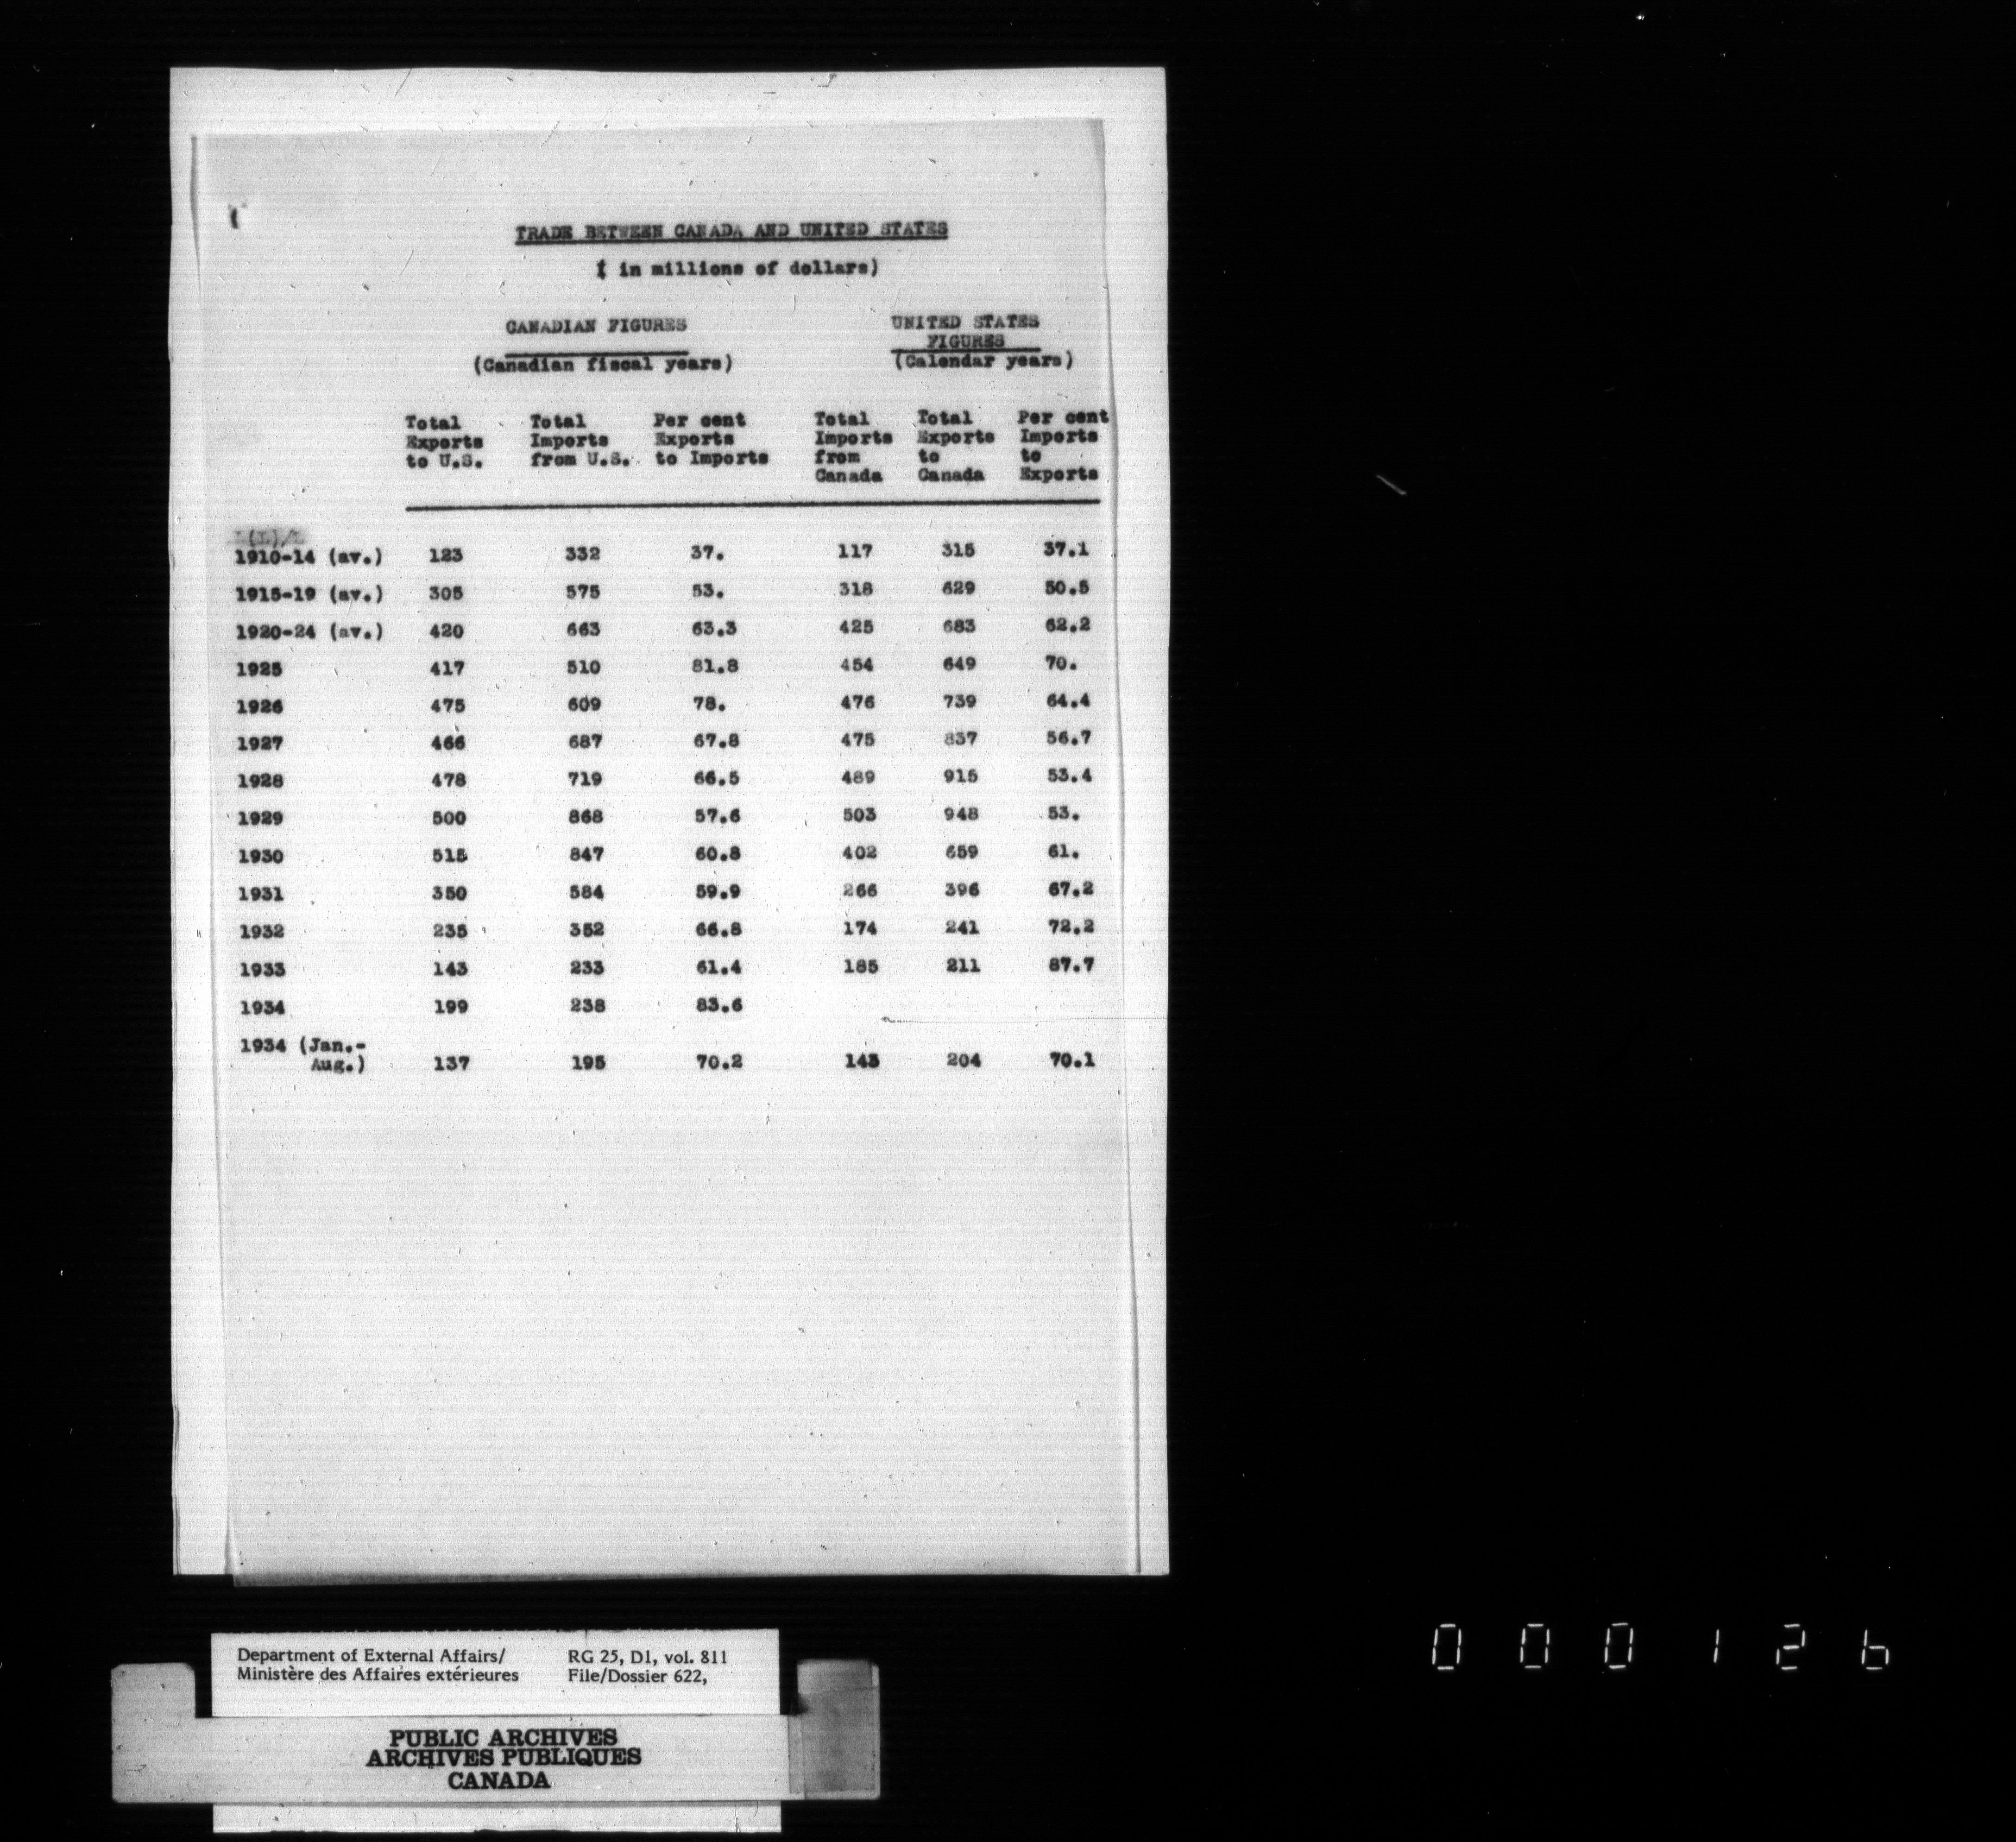 TRADE BETWEEN CANADA AND UNITED STATES
( in millions of dollars)
CANADIAN FIGURES UNITED STATES
FIGURES
(Canadian fiscal years) (Calendar years)
Total Total Per cent Total Total Per cent
Exports Imports Exports Imports Exports Imports
to U.S. from U.S. to Imports from to to
Canada Canada Exports
1910-14 (av.) 123 332 37. 117 315 37.1
1915-19 (av.) 305 575 53. 318 629 50.5
1920-24 (av.) 420 663 63.3 425 683 62.2
1925 417 510 81.8 454 649 70.
1926 475 609 78. 476 739 64.4
1927 466 687 67.8 475 837 56.7
1928 478 719 66.5 489 915 53.4
1929 500 868 57.6 503 948 53.
1930 515 847 60.8 402 659 61.
1931 350 584 59.9 266 396 67.2
1932 235 352 66.8 174 241 72.2
1933 143 233 61.4 185 211 87.7
1934 199 238 83.6
1934 (Jan.-
Aug.) 137 195 70.2 143 204 70.1
Department of External Affairs/ RG 25, D1, vol. 811
Ministère des Affaires extérieures File/Dossier 622,
PUBLIC ARCHIVES
ARCHIVES PUBLIQUES
CANADA
000126